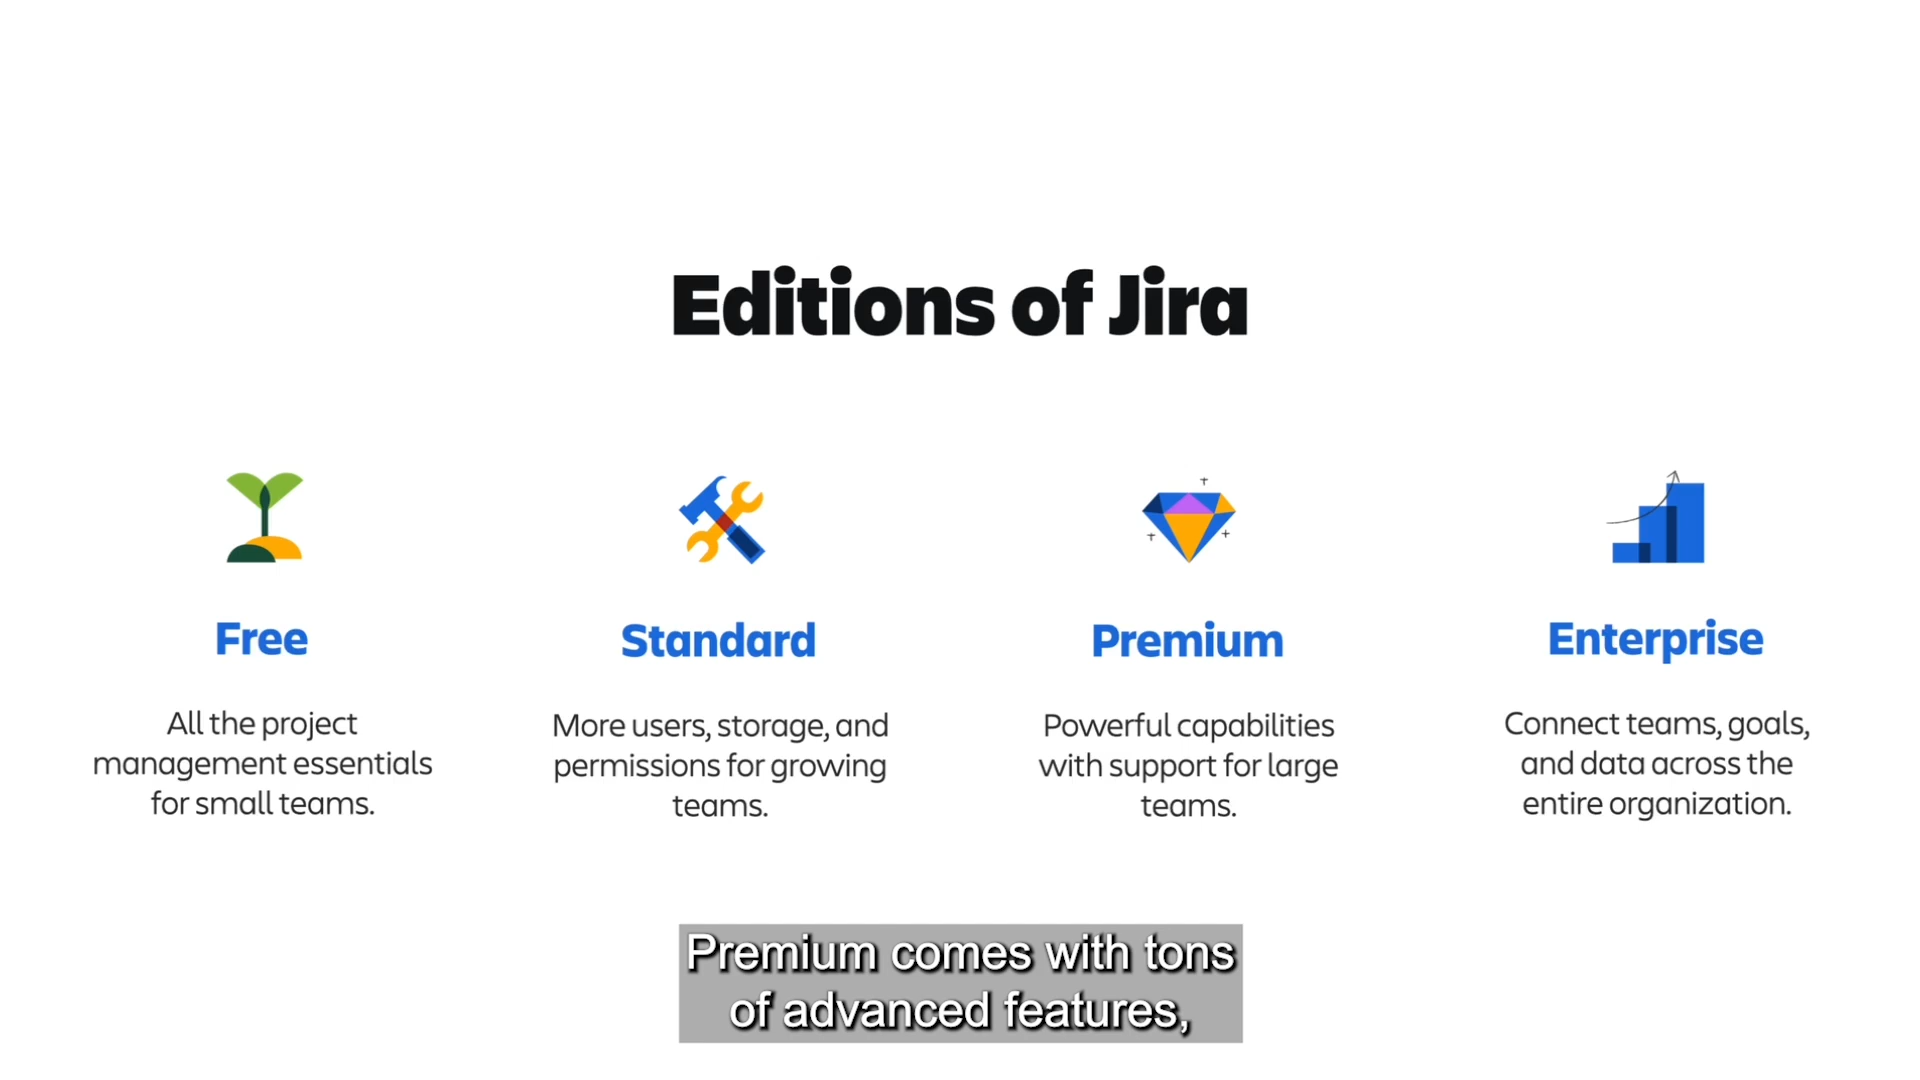 Editions of Jira
Free
All the project
management essentials
for small teams.
Standard
More users, storage, and
permissions for growing
teams.
Premium
Powerful capabilities
with support for large
teams.
Enterprise
Connect teams, goals,
and data across the
entire organization.
Premium comes with tons
of advanced features,